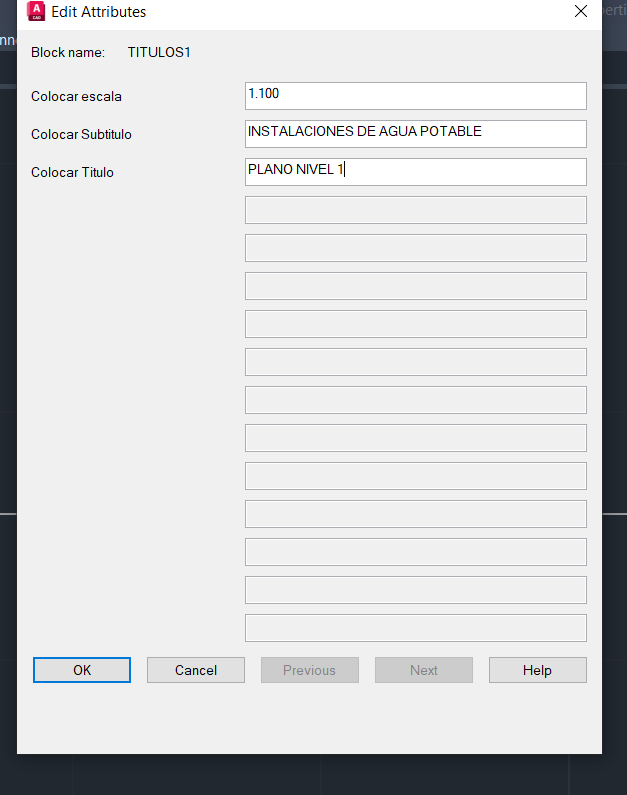 A
CAD
Edit Attributes
Block name: TITULOS1
Colocar escala 1.100
Colocar Subtitulo INSTALACIONES DE AGUA POTABLE
Colocar Titulo PLANO NIVEL 1
OK Cancel Previous Next Help